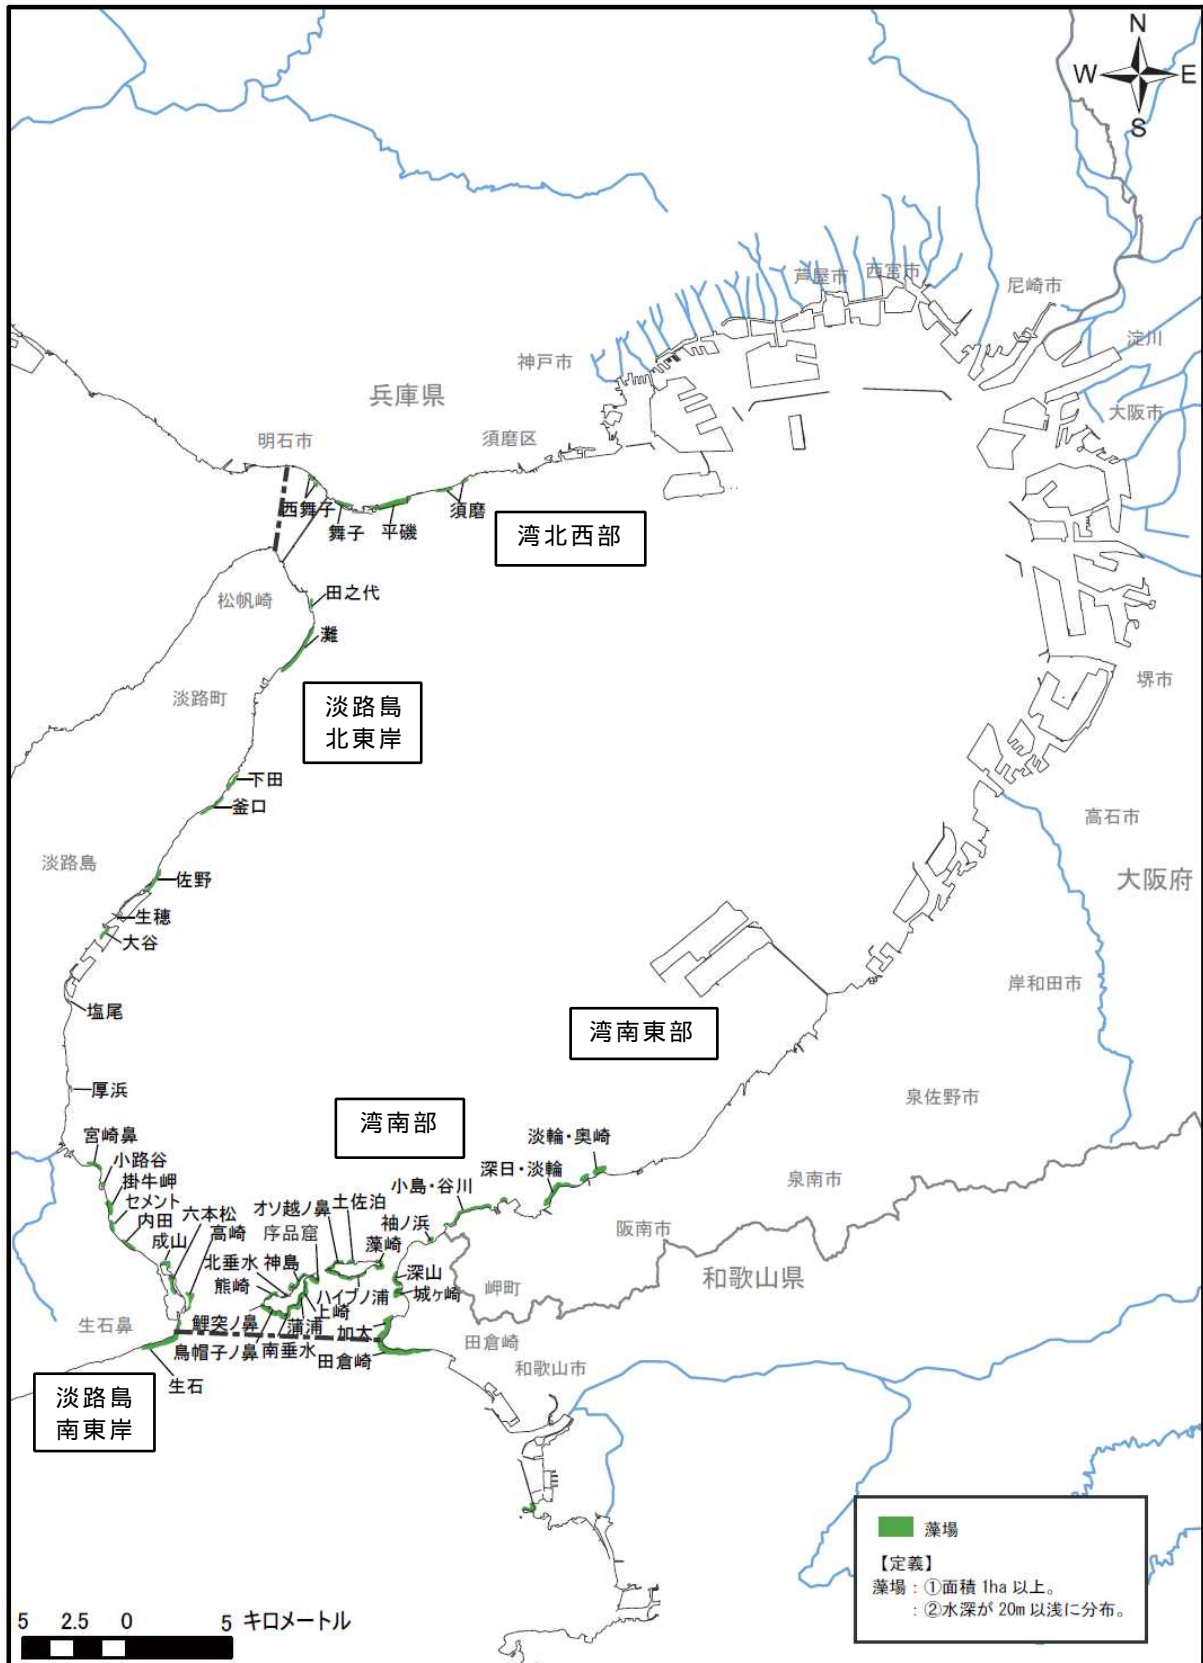 N
W
E
S
芦屋市
西宮市
尼崎市
淀川
神戸市
兵庫県
大阪市
明石市
須磨区
西舞子
舞子
平磯
須磨
湾北西部
田之代
松帆崎
灘
淡路町
堺市
淡路島
北東岸
下田
釜口
高石市
淡路島
佐野
大阪府
生穂
大谷
岸和田市
塩尾
湾南東部
厚浜
泉佐野市
湾南部
宮崎鼻
淡輪・奥崎
小路谷
深日・淡輪
泉南市
掛牛岬
セメント
六本松
オソ越ノ鼻
土佐泊
小島・谷川
内田
高崎
序品窟
袖ノ浜
阪南市
成山
北垂水
神島
藻崎
熊崎
深山
岬町
和歌山県
ハイブノ浦
城ヶ崎
上崎
生石鼻
鯉突ノ鼻
蒲浦
加太
烏帽子ノ鼻
南垂水
田倉崎
田倉崎
和歌山市
生石
淡路島
南東岸
藻場
【定義】
藻場:①面積 1ha 以上。
:②水深が 20m 以浅に分布。
5 2.5 0 5 キロメートル